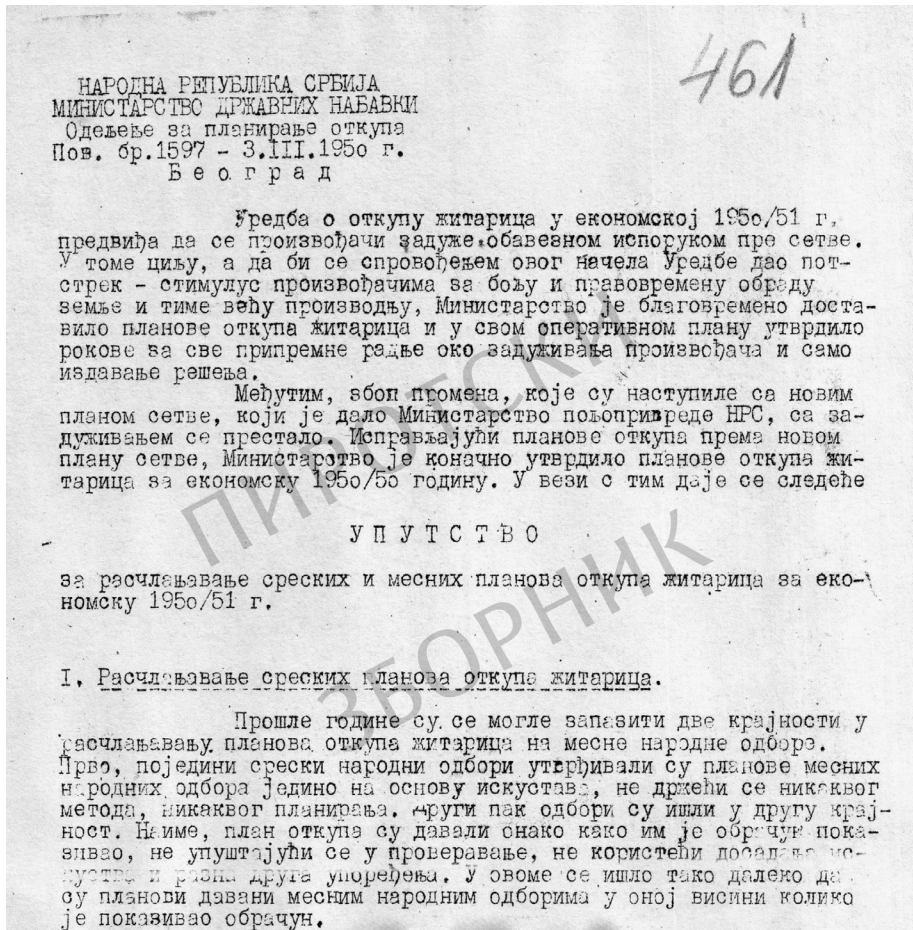 461
НАРОДНА РЕПУБЛИКА СРБИЈА
МИНИСТАРСТВО ДРЖАВНИХ НАБАВКИ
Одељење за планирање откупа
Пов. бр.1597 - 3.III.195о г.
Б е о г р а д
Уредба о откупу житарица у економској 195о/51 г.
предвиђа да се произвођачи задуже обавезном испоруком пре сетве.
У томе циљу, а да би се спровођењем овог начела Уредбе дао пот-
стрек - стимулус произвођачима за бољу и правовремену обраду
земље и тиме већу производњу, Министарство је благовремено доста-
вило планове откупа житарица и у свом оперативном плану утврдило
рокове за све припремне радње око задуживања произвођача и само
издавање решења.
Међутим, због промена, које су наступиле са новим
планом сетве, који је дало Министарство пољопривреде НРС, са за-
дуживањем се престало. Исправљајући планове откупа према новом
плану сетве, Министарство је коначно утврдило планове откупа жи-
тарица за економску 195о/5о годину. У вези с тим даје се следеће
У П У Т С Т В О
за расчлањавање среских и месних планова откупа житарица за еко-
номску 195о/51 г.
I. Расчлањавање среских планова откупа житарица.
Прошле године су се могле запазити две крајности у
расчлањавању планова откупа житарица на месне народне одборе.
Прво, поједини срески народни одбори утврђивали су планове месних
народних одбора једино на основу искуства, не држећи се никаквог
метода, никаквог планирања. Други пак одбори су ишли у другу крај-
ност. Наиме, план откупа су давали онако како им је обрачун пока-
зивао, не упуштајући се у проверавање, не користећи досадања ис-
куства и разна друга упоређења. У овоме се ишло тако далеко да
су планови давани месним народним одборима у оној висини колико
је показивао обрачун.
ПИРОТСКИ
ЗБОРНИК